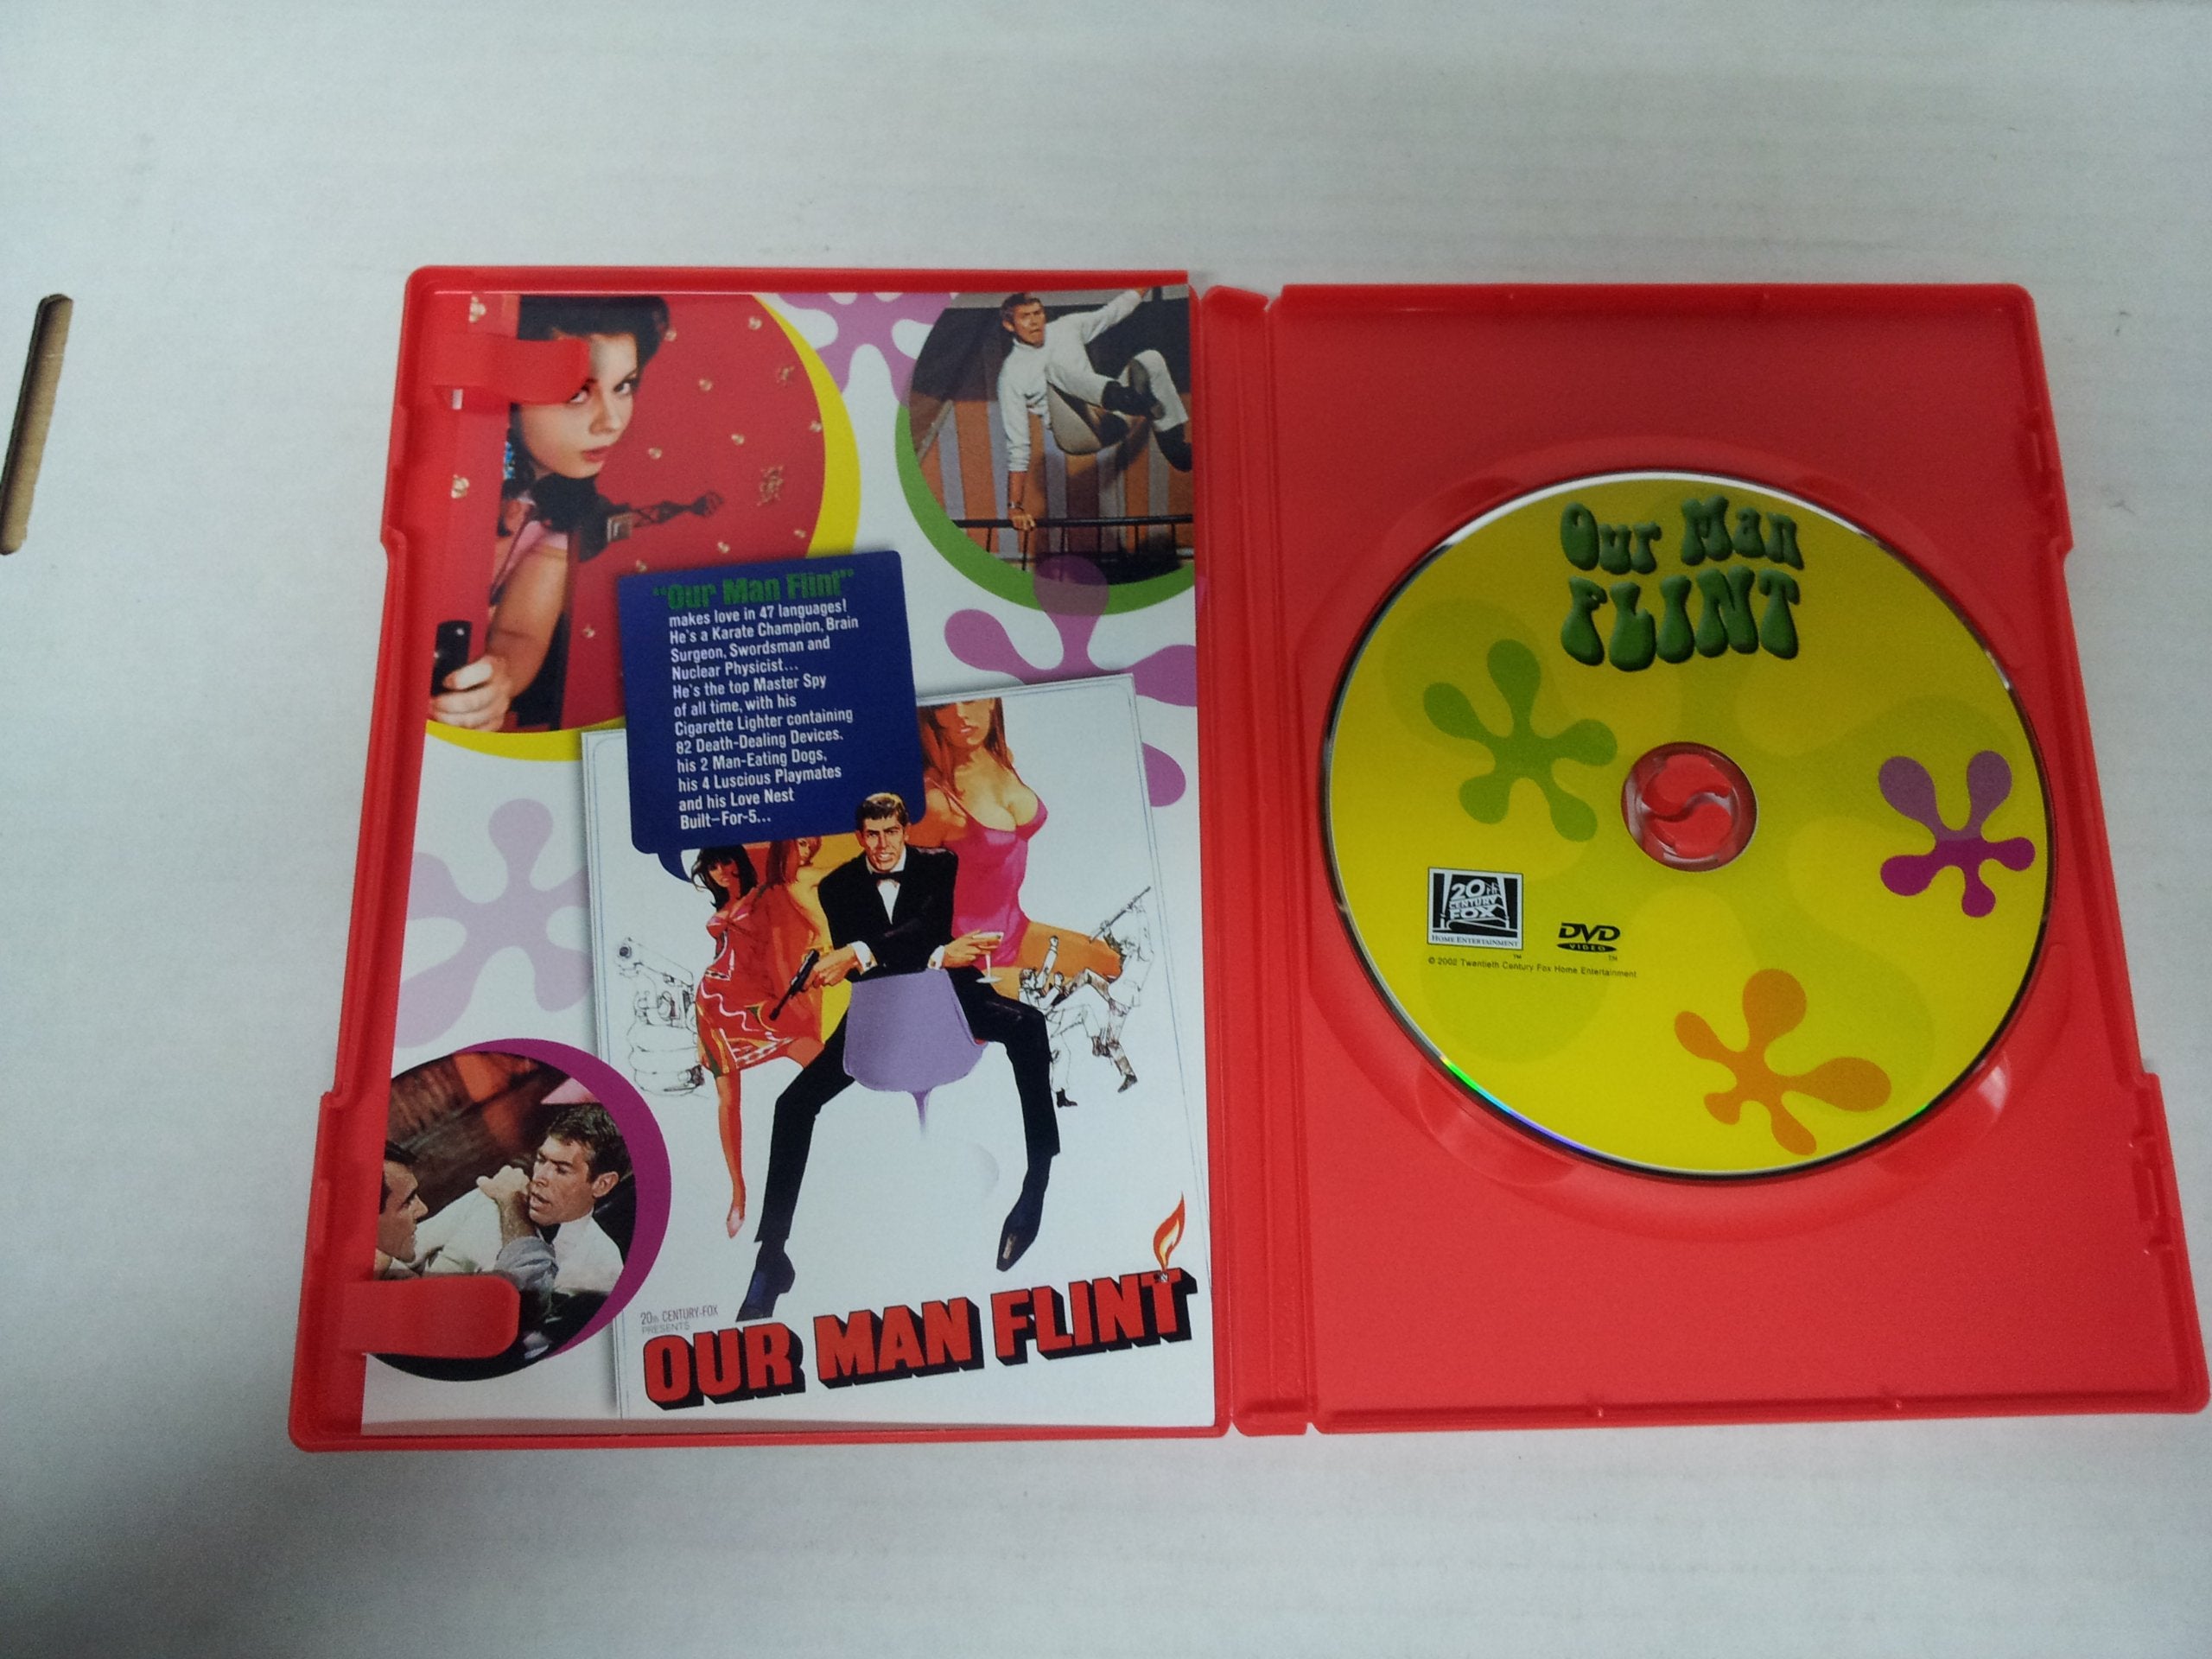 "Our Man Flint"
makes love in 47 languages!
He's a Karate Champion, Brain
Surgeon, Swordsman and
Nuclear Physicist...
He's the top Master Spy
of all time, with his
Cigarette Lighter containing
82 Death-Dealing Devices.
his 2 Man-Eating Dogs,
his 4 Luscious Playmates
and his Love Nest
Built-For-5...
20th CENTURY-FOX
PRESENTS
OUR MAN FLINT
Our Man
FLINT
20th
CENTURY
FOX
HOME ENTERTAINMENT
TM
DVD
VIDEO
TM
© 2002 Twentieth Century Fox Home Entertainment